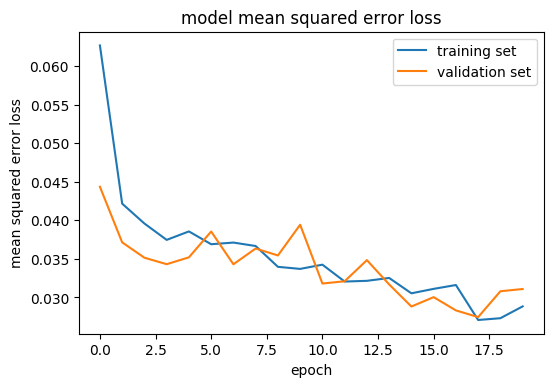 model mean squared error loss
training set
validation set
mean squared error loss
0.060
0.055
0.050
0.045
0.040
0.035
0.030
0.0 2.5 5.0 7.5 10.0 12.5 15.0 17.5
epoch